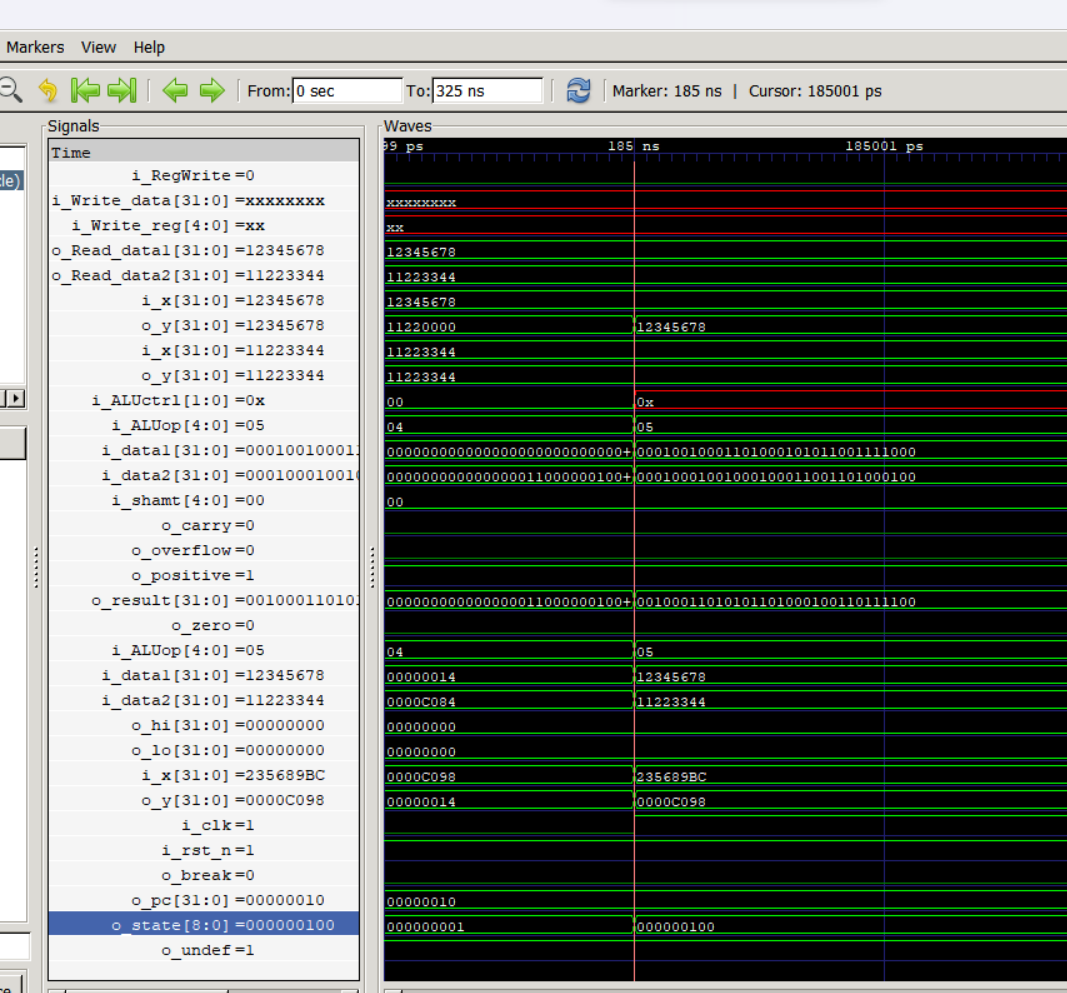 Markers View Help
From: 0 sec To: 325 ns Marker: 185 ns | Cursor: 185001 ps
Signals Waves
Time 99 ps 185 ns 185001 ps
cle)
i_RegWrite=0
i_Write_data[31:0] =xxxxxxxx xxxxxxxx
i_Write_reg[4:0] =xx xx
o_Read_data1[31:0] =12345678 12345678
o_Read_data2[31:0] =11223344 11223344
i_x[31:0] =12345678 12345678
o_y[31:0] =12345678 11220000 12345678
i_x[31:0] =11223344 11223344
o_y[31:0] =11223344 11223344
i_ALUctrl[1:0] =0x 00 0x
i_ALUop[4:0] =05 04 05
i_data1[31:0] =00010010001 000000000000000000000000000+ 00010010001101000101011001111000
i_data2[31:0] =00010001001 00000000000000001100000100+ 00010001001000100011001101000100
i_shamt[4:0] =00 00
o_carry=0
o_overflow=0
o_positive=1
o_result[31:0] =00100011010 00000000000000001100000100+ 00100011010101101000100110111100
o_zero=0
i_ALUop[4:0] =05 04 05
i_data1[31:0] =12345678 00000014 12345678
i_data2[31:0] =11223344 0000C084 11223344
o_hi[31:0] =00000000 00000000
o_lo[31:0] =00000000 00000000
i_x[31:0] =235689BC 0000C098 235689BC
o_y[31:0] =0000C098 00000014 0000C098
i_clk=1
i_rst_n=1
o_break=0
o_pc[31:0] =00000010 00000010
o_state[8:0] =000000100 000000001 000000100
o_undef=1